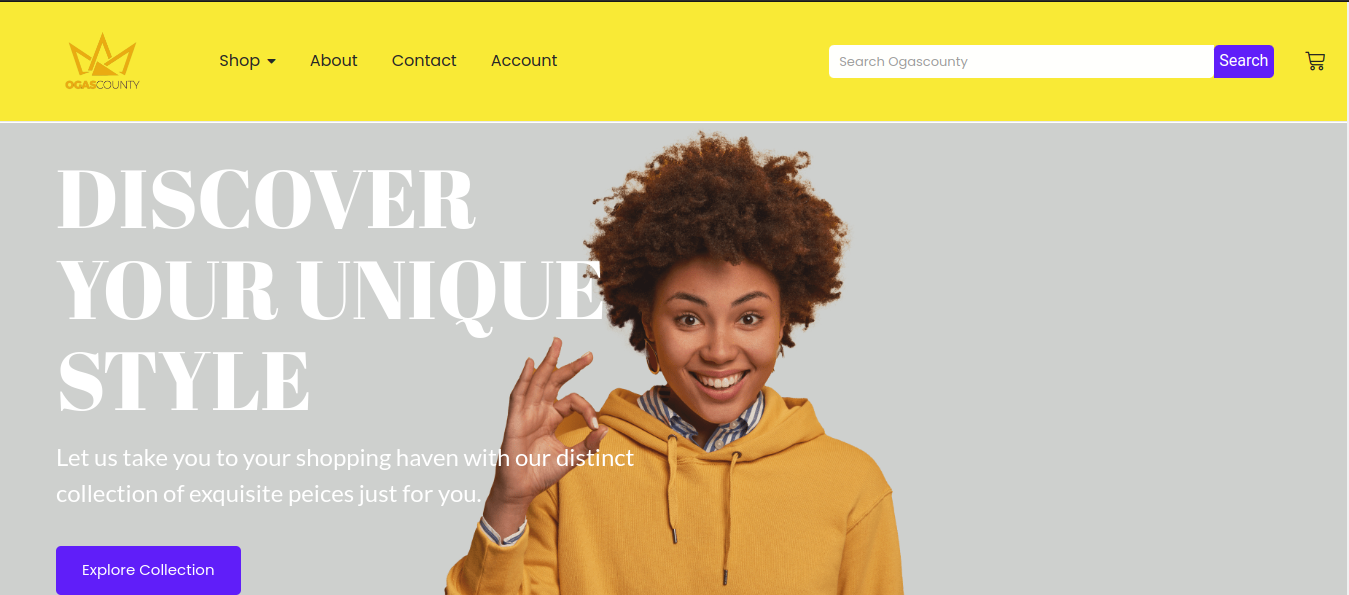 OGASCOUNTY
Shop
About
Contact
Account
Search Ogascounty
Search
DISCOVER
YOUR UNIQUE
STYLE
Let us take you to your shopping haven with our distinct
collection of exquisite peices just for you.
Explore Collection